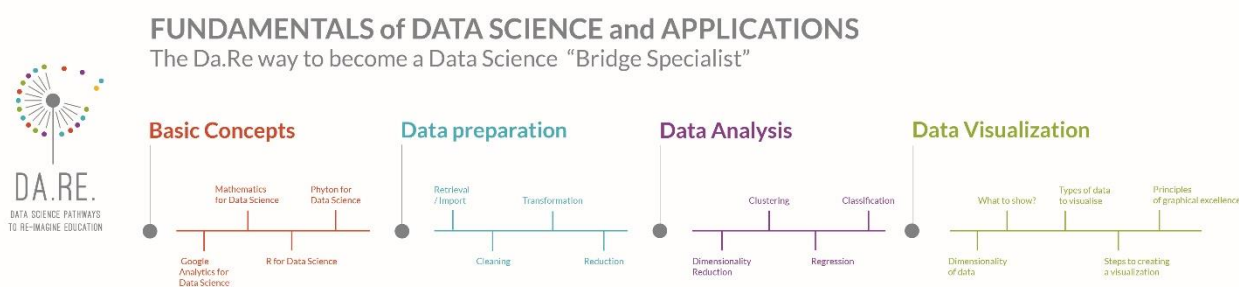 FUNDAMENTALS of DATA SCIENCE and APPLICATIONS
The Da.Re way to become a Data Science “Bridge Specialist”
DA.RE.
DATA SCIENCE PATHWAYS
TO RE-IMAGINE EDUCATION
Basic Concepts
Mathematics
for Data Science
Phyton for
Data Science
Google
Analytics for
Data Science
R for Data Science
Data preparation
Retrieval
/ Import
Transformation
Cleaning
Reduction
Data Analysis
Clustering
Classification
Dimensionality
Reduction
Regression
Data Visualization
What to show?
Types of data
to visualise
Principles
of graphical excellence
Dimensionality
of data
Steps to creating
a visualization